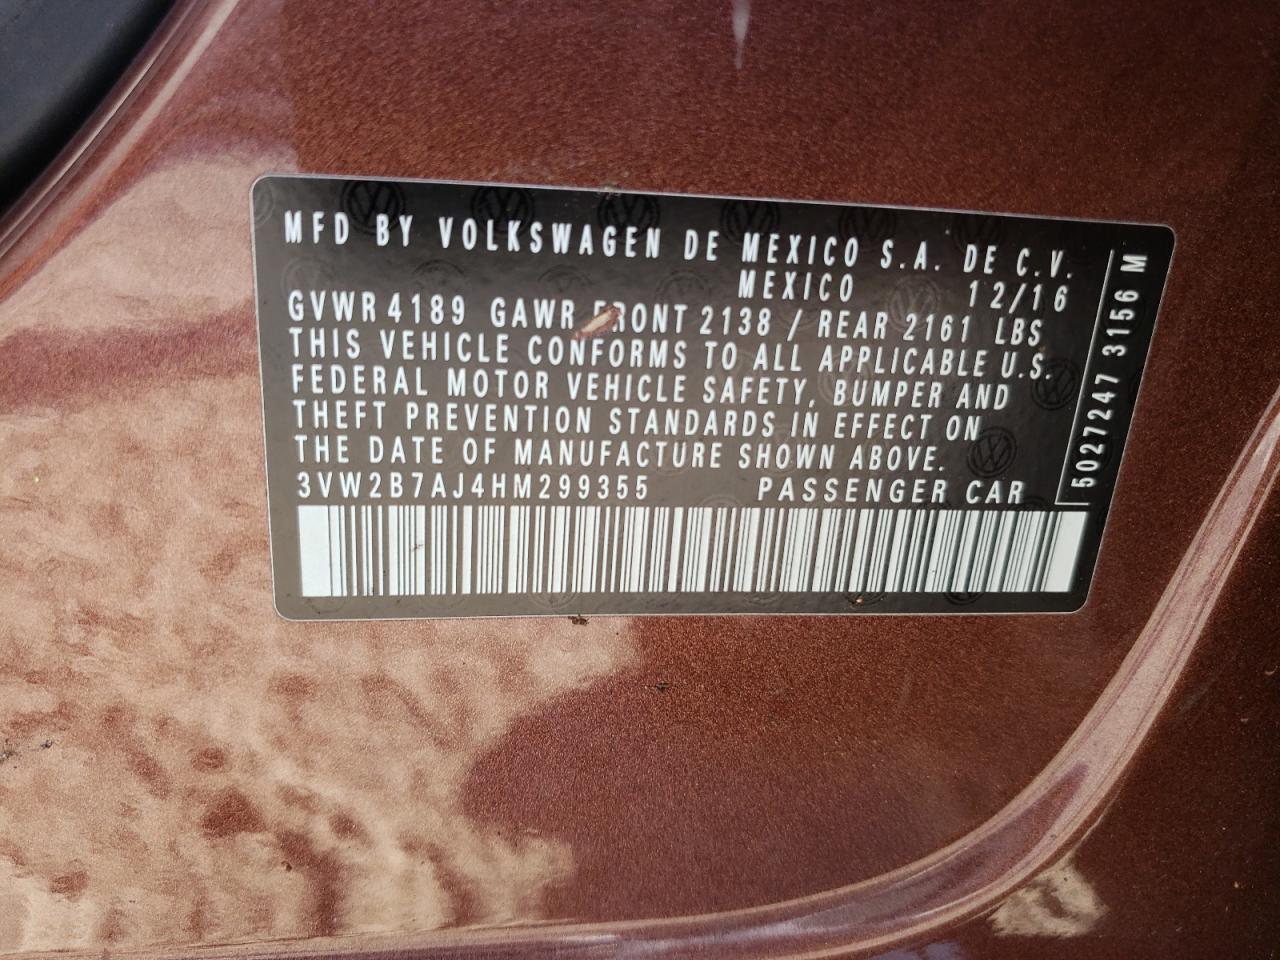 MFD BY VOLKSWAGEN DE MEXICO S.A. DE C.V.
MEXICO 12/16
GVWR 4189 GAWR FRONT 2138 / REAR 2161 LBS
THIS VEHICLE CONFORMS TO ALL APPLICABLE U.S.
FEDERAL MOTOR VEHICLE SAFETY, BUMPER AND
THEFT PREVENTION STANDARDS IN EFFECT ON
THE DATE OF MANUFACTURE SHOWN ABOVE.
3VW2B7AJ4HM299355 PASSENGER CAR
5027247 3156 M